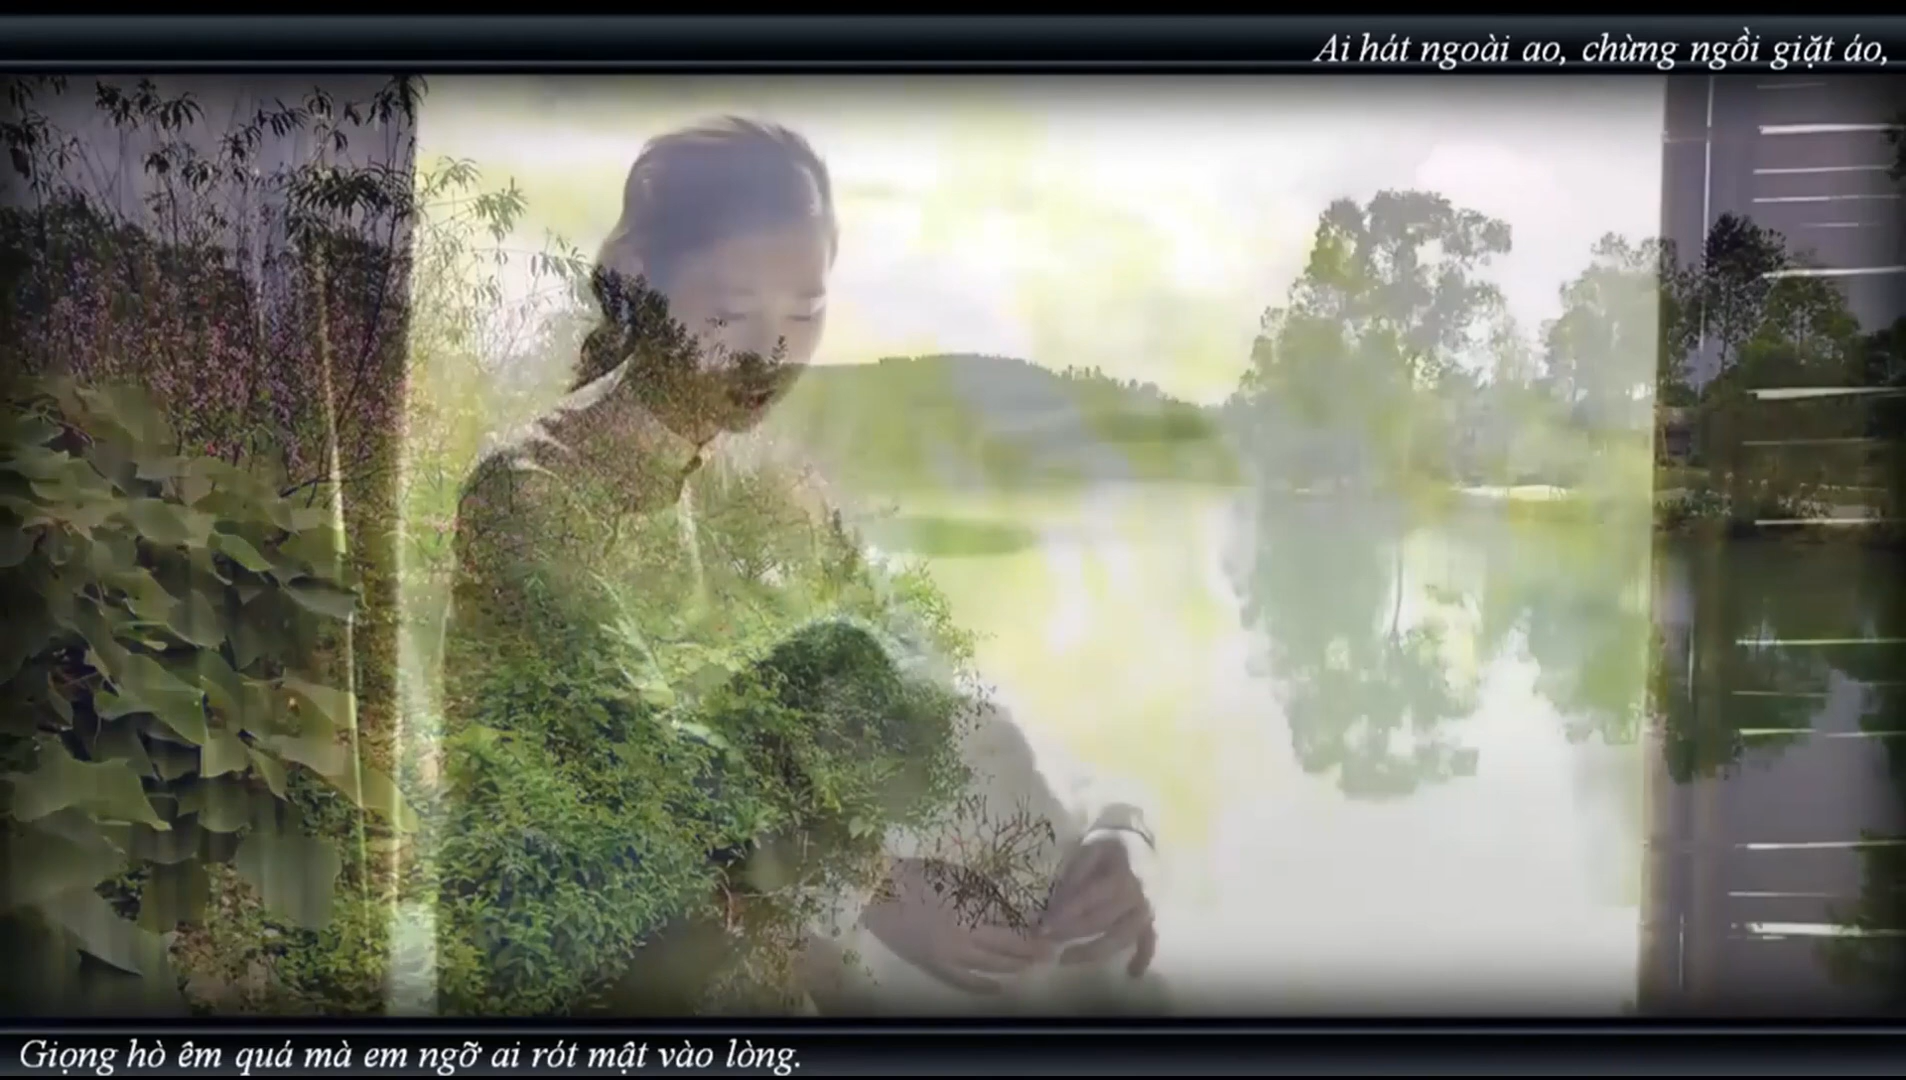 Ai hát ngoài ao, chừng ngồi giặt áo,
Giọng hò êm quá mà em ngỡ ai rót mật vào lòng.